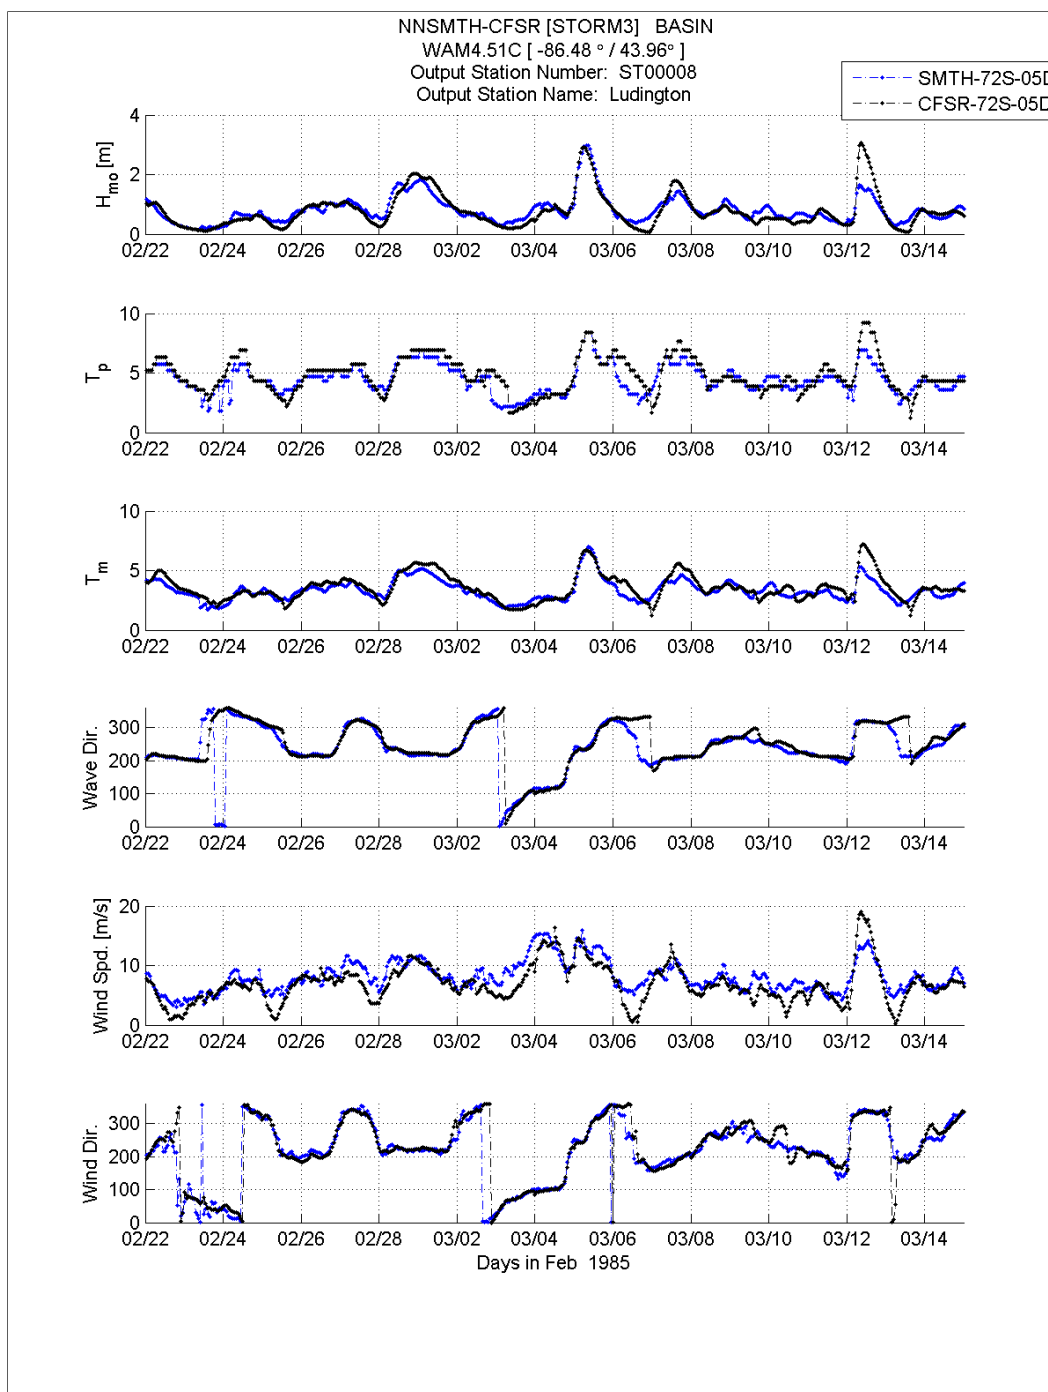 NNSMTH-CFSR [STORM3]   BASIN
WAM4.51C [ -86.48 ° / 43.96° ]
Output Station Number:  ST00008
Output Station Name:  Ludington
SMTH-72S-05D
CFSR-72S-05D
H_mo [m]
4
2
0
02/22 02/24 02/26 02/28 03/02 03/04 03/06 03/08 03/10 03/12 03/14
T_p
10
5
0
02/22 02/24 02/26 02/28 03/02 03/04 03/06 03/08 03/10 03/12 03/14
T_m
10
5
0
02/22 02/24 02/26 02/28 03/02 03/04 03/06 03/08 03/10 03/12 03/14
Wave Dir.
300
200
100
0
02/22 02/24 02/26 02/28 03/02 03/04 03/06 03/08 03/10 03/12 03/14
Wind Spd. [m/s]
20
10
0
02/22 02/24 02/26 02/28 03/02 03/04 03/06 03/08 03/10 03/12 03/14
Wind Dir.
300
200
100
0
02/22 02/24 02/26 02/28 03/02 03/04 03/06 03/08 03/10 03/12 03/14
Days in Feb  1985